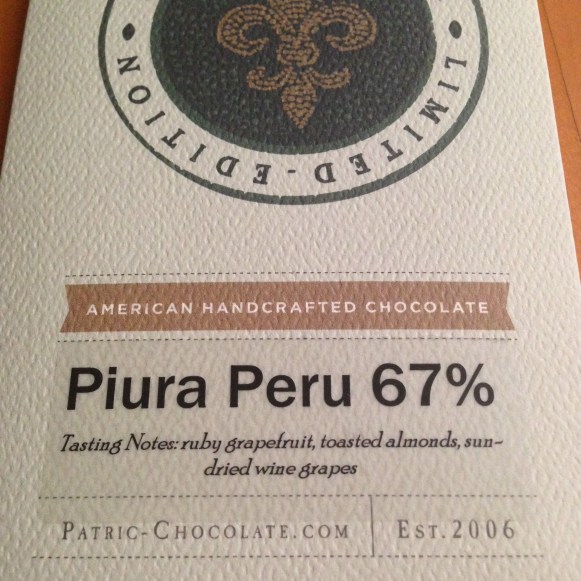 LIMITED-EDITION
AMERICAN HANDCRAFTED CHOCOLATE
Piura Peru 67%
Tasting Notes: ruby grapefruit, toasted almonds, sun-
dried wine grapes
PATRIC-CHOCOLATE.COM
EST. 2006